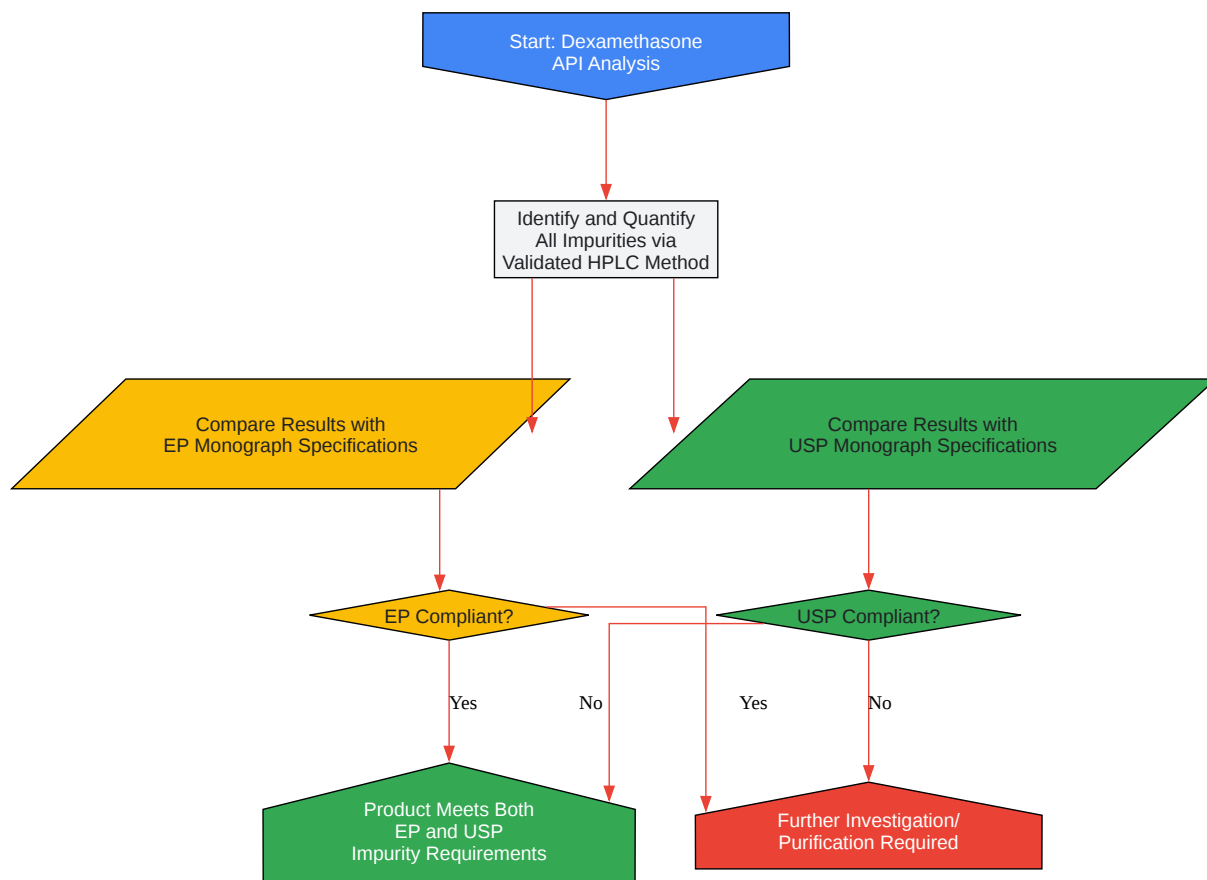 Start: Dexamethasone
API Analysis
Identify and Quantify
All Impurities via
Validated HPLC Method
Compare Results with
EP Monograph Specifications
Compare Results with
USP Monograph Specifications
EP Compliant?
USP Compliant?
Yes
No
Yes
No
Product Meets Both
EP and USP
Impurity Requirements
Further Investigation/
Purification Required